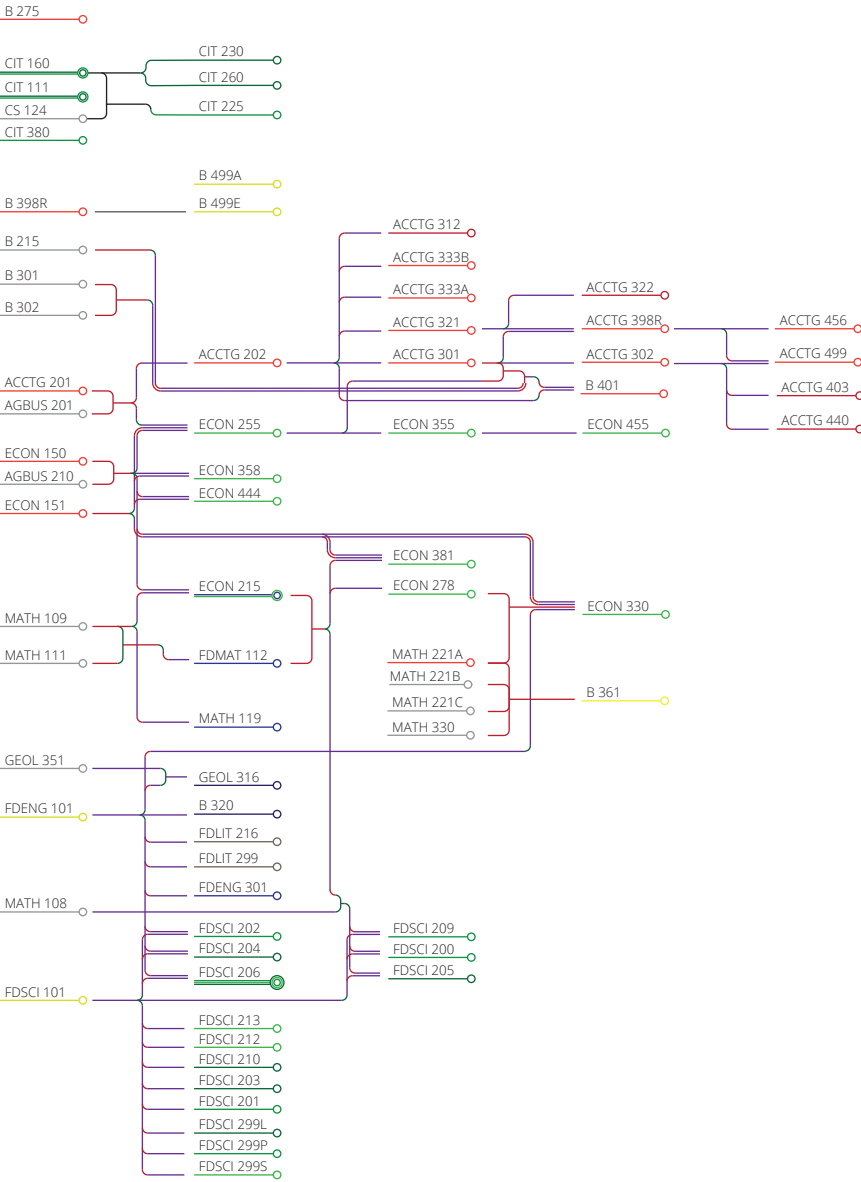 B 275
CIT 160
CIT 230
CIT 111
CIT 260
CS 124
CIT 225
CIT 380
B 499A
B 398R
B 499E
B 215
ACCTG 312
B 301
ACCTG 333B
B 302
ACCTG 333A
ACCTG 322
ACCTG 321
ACCTG 398R
ACCTG 456
ACCTG 202
ACCTG 301
ACCTG 302
ACCTG 499
ACCTG 201
B 401
ACCTG 403
AGBUS 201
ACCTG 440
ECON 255
ECON 355
ECON 455
ECON 150
AGBUS 210
ECON 358
ECON 444
ECON 151
ECON 381
ECON 215
ECON 278
ECON 330
MATH 109
MATH 111
FDMAT 112
MATH 221A
MATH 221B
B 361
MATH 221C
MATH 119
MATH 330
GEOL 351
GEOL 316
FDENG 101
B 320
FDLIT 216
FDLIT 299
FDENG 301
MATH 108
FDSCI 202
FDSCI 209
FDSCI 204
FDSCI 200
FDSCI 206
FDSCI 205
FDSCI 101
FDSCI 213
FDSCI 212
FDSCI 210
FDSCI 203
FDSCI 201
FDSCI 299L
FDSCI 299P
FDSCI 299S